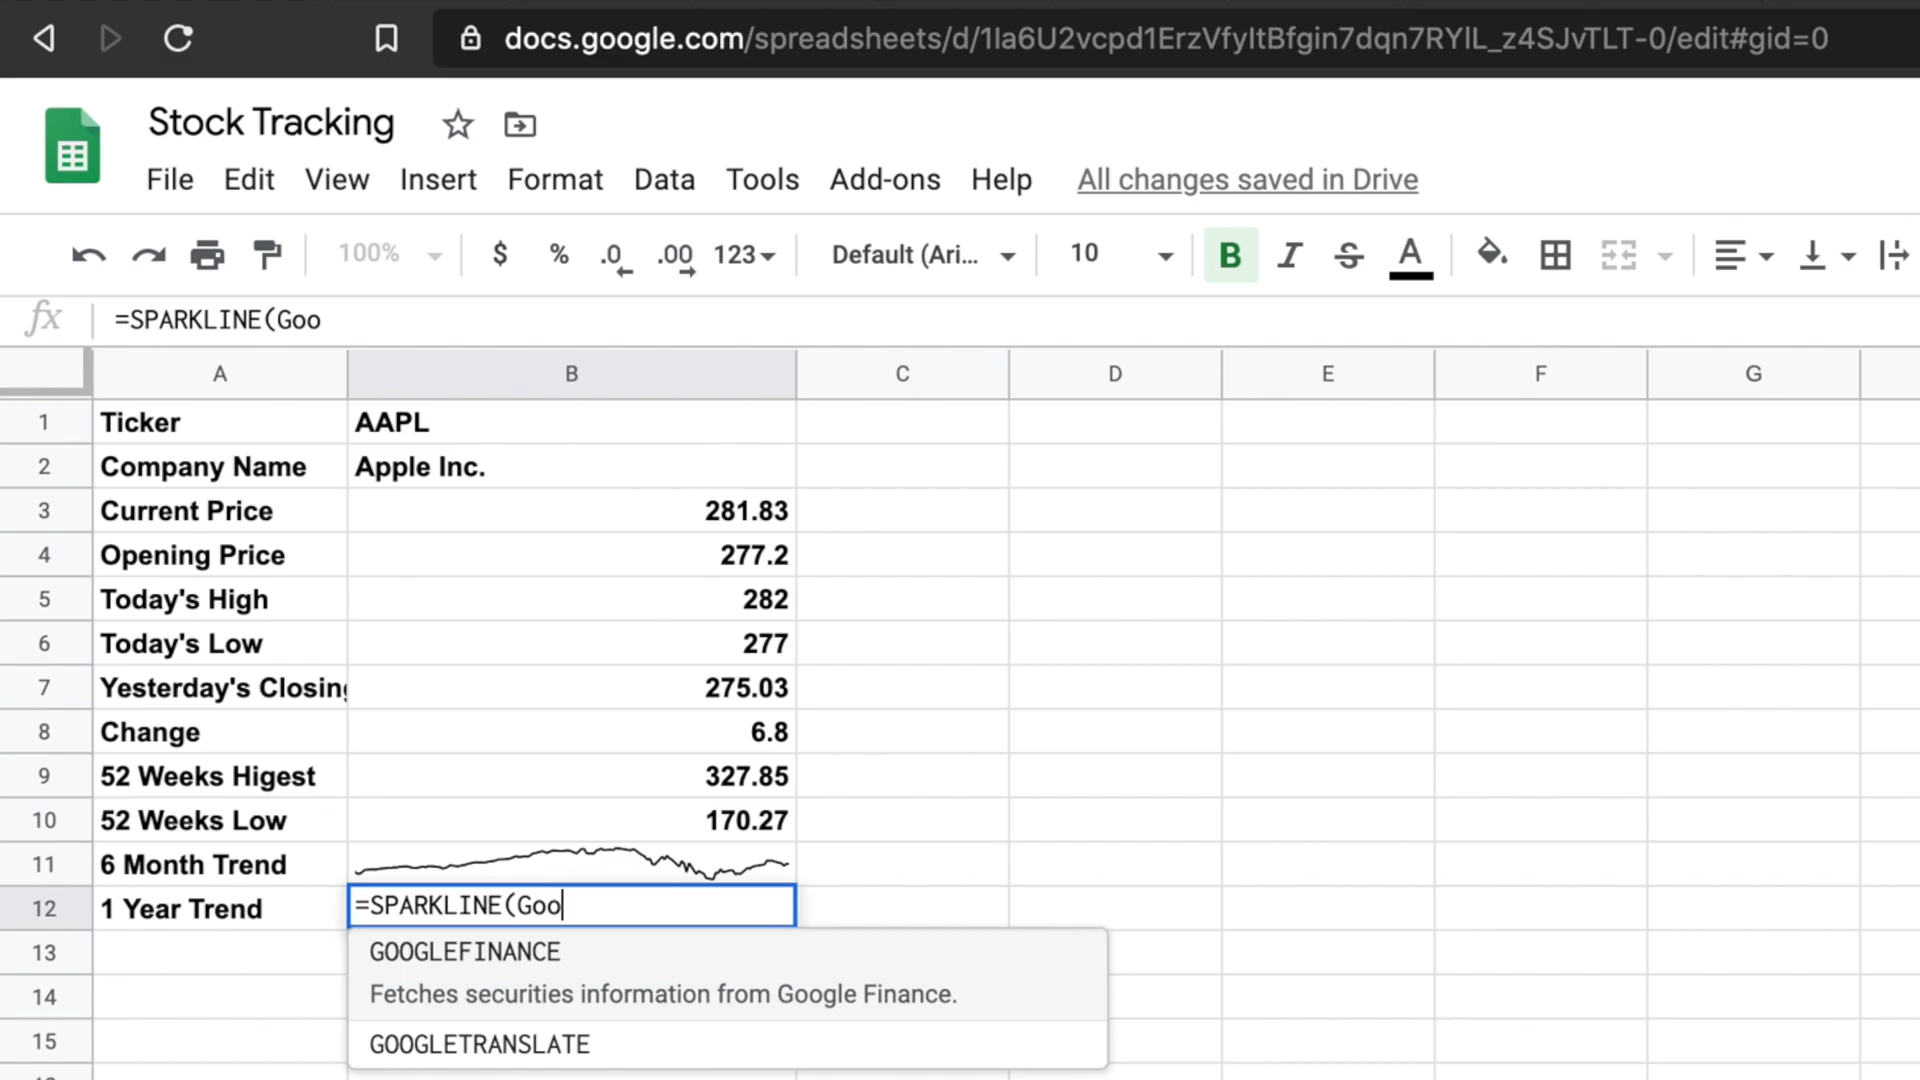 docs.google.com/spreadsheets/d/1la6U2vcpd1ErzVfyItBfgin7dqn7RYlL_z4SJvTLT-0/edit#gid=0
Stock Tracking
File Edit View Insert Format Data Tools Add-ons Help All changes saved in Drive
100% $ % .0 .00 123 Default (Ari... 10 B I S A
fx =SPARKLINE(Goo
A B C D E F G
1 Ticker AAPL
2 Company Name Apple Inc.
3 Current Price 281.83
4 Opening Price 277.2
5 Today's High 282
6 Today's Low 277
7 Yesterday's Closing 275.03
8 Change 6.8
9 52 Weeks Higest 327.85
10 52 Weeks Low 170.27
11 6 Month Trend
12 1 Year Trend =SPARKLINE(Goo
13 GOOGLEFINANCE
14 Fetches securities information from Google Finance.
15 GOOGLETRANSLATE